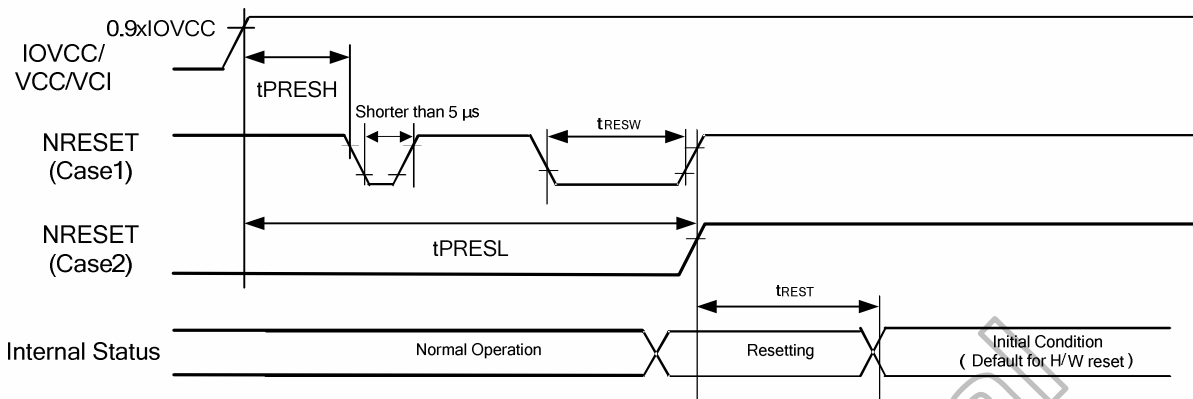 0.9xIOVCC
IOVCC/
VCC/VCI
tPRESH
Shorter than 5 µs
tRESW
NRESET
(Case1)
NRESET
(Case2)
tPRESL
tREST
Internal Status
Normal Operation
Resetting
Initial Condition
( Default for H/W reset )